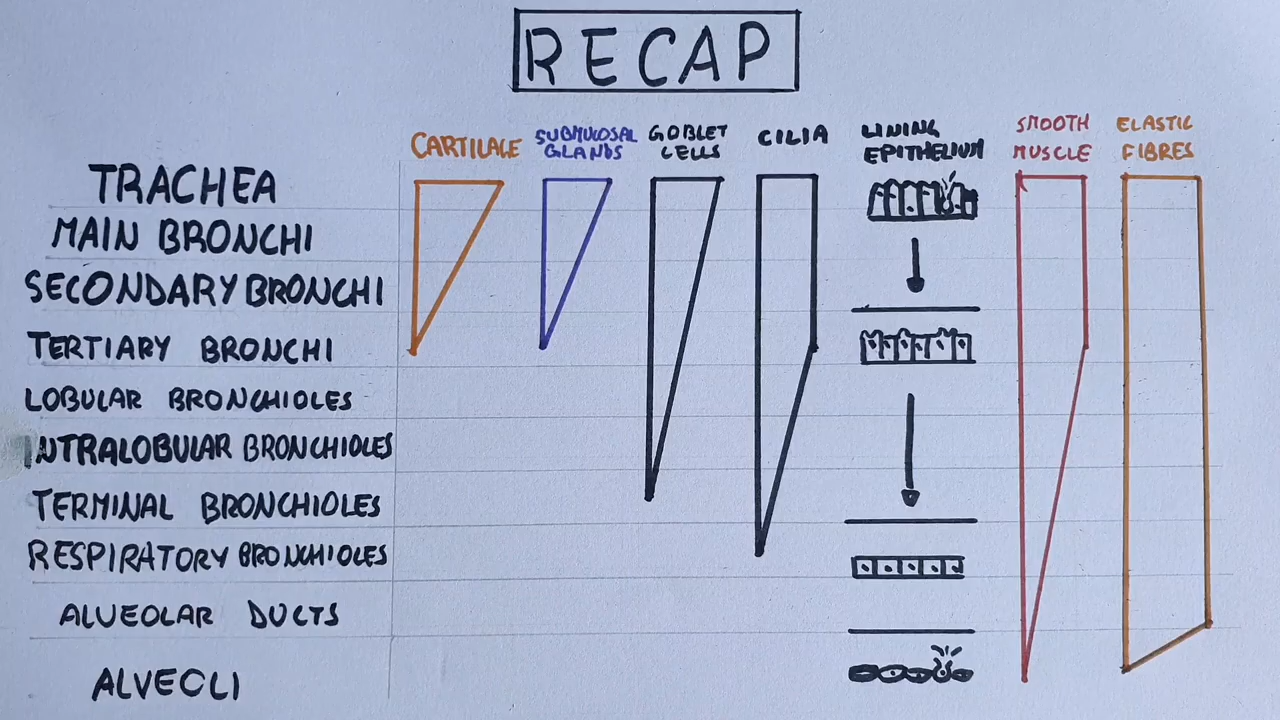 RECAP
CARTILAGE
SUBMUCOSAL
GLANDS
GOBLET
CELLS
CILIA
LINING
EPITHELIUM
SMOOTH
MUSCLE
ELASTIC
FIBRES
TRACHEA
MAIN BRONCHI
SECONDARY BRONCHI
TERTIARY BRONCHI
LOBULAR BRONCHIOLES
INTRALOBULAR BRONCHIOLES
TERMINAL BRONCHIOLES
RESPIRATORY BRONCHIOLES
ALVEOLAR DUCTS
ALVEOLI